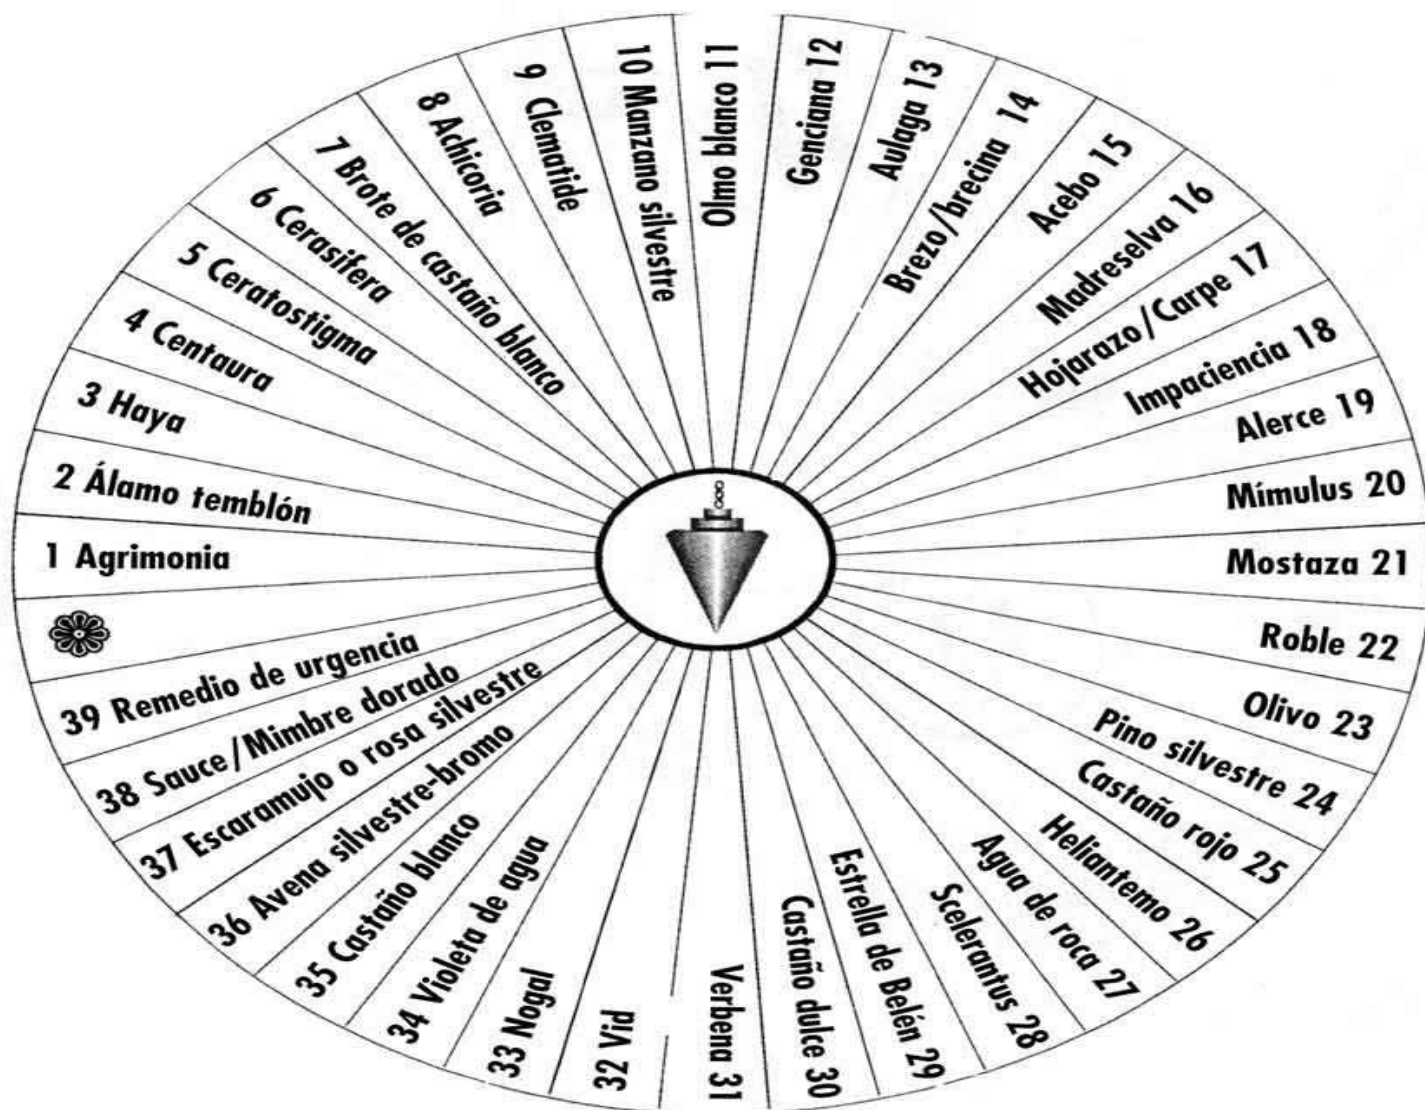 1 Agrimonia
2 Álamo temblón
3 Haya
4 Centaura
5 Ceratostigma
6 Cerasifera
7 Brote de castaño blanco
8 Achicoria
9 Clematide
10 Manzano silvestre
Olmo blanco 11
Genciana 12
Aulaga 13
Brezo/brecina 14
Acebo 15
Madreselva 16
Hojarazo/Carpe 17
Impaciencia 18
Alerce 19
Mímulus 20
Mostaza 21
Roble 22
Olivo 23
Pino silvestre 24
Castaño rojo 25
Heliantemo 26
Agua de roca 27
Scelerantus 28
Estrella de Belén 29
Castaño dulce 30
Verbena 31
32 Vid
33 Nogal
34 Violeta de agua
35 Castaño blanco
36 Avena silvestre-bromo
37 Escaramujo o rosa silvestre
38 Sauce/Mimbre dorado
39 Remedio de urgencia